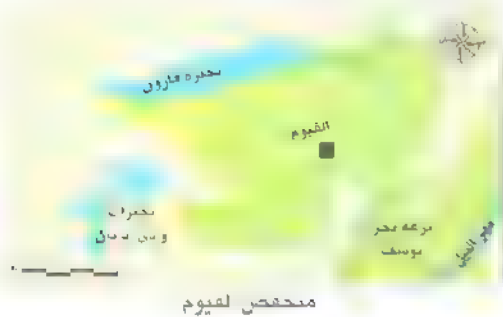 بحيرة قارون
الفيوم
بحيرات
وادي الريان
ترعة بحر
يوسف
نهر النيل
منخفض الفيوم